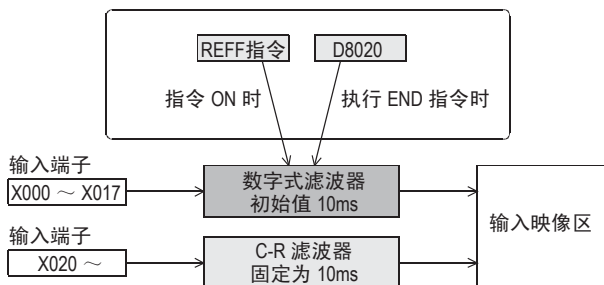 REFF指令 D8020
指令 ON 时 执行 END 指令时
输入端子
X000 ～ X017
数字式滤波器
初始值 10ms
输入映像区
输入端子
X020 ～
C-R 滤波器
固定为 10ms